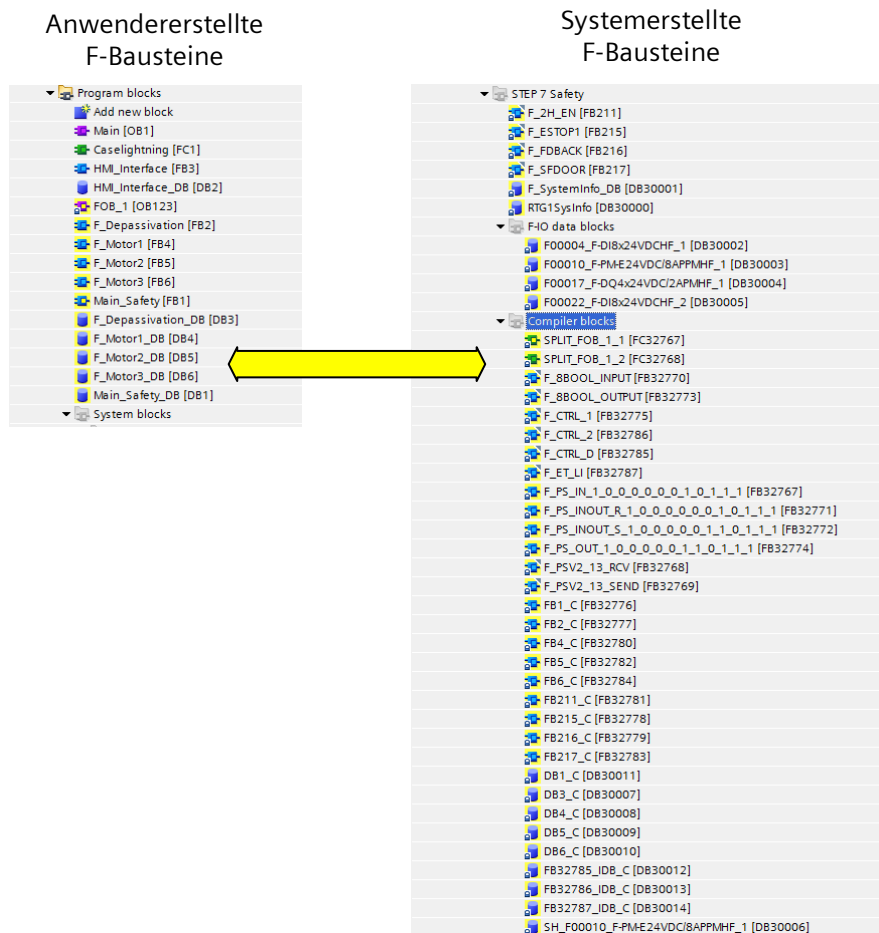 Anwendererstellte
F-Bausteine
Program blocks
Add new block
Main [OB1]
Caselightning [FC1]
HMI_Interface [FB3]
HMI_Interface_DB [DB2]
FOB_1 [OB123]
F_Depassivation [FB2]
F_Motor1 [FB4]
F_Motor2 [FB5]
F_Motor3 [FB6]
Main_Safety [FB1]
F_Depassivation_DB [DB3]
F_Motor1_DB [DB4]
F_Motor2_DB [DB5]
F_Motor3_DB [DB6]
Main_Safety_DB [DB1]
System blocks
Systemerstellte
F-Bausteine
STEP 7 Safety
F_2H_EN [FB211]
F_ESTOP1 [FB215]
F_FDBACK [FB216]
F_SFDOOR [FB217]
F_SystemInfo_DB [DB30001]
RTG1SysInfo [DB30000]
F-IO data blocks
F00004_F-DI8x24VDCHF_1 [DB30002]
F00010_F-PM-E24VDC/8APPMHF_1 [DB30003]
F00017_F-DQ4x24VDC/2APMHF_1 [DB30004]
F00022_F-DI8x24VDCHF_2 [DB30005]
Compiler blocks
SPLIT_FOB_1_1 [FC32767]
SPLIT_FOB_1_2 [FC32768]
F_8BOOL_INPUT [FB32770]
F_8BOOL_OUTPUT [FB32773]
F_CTRL_1 [FB32775]
F_CTRL_2 [FB32786]
F_CTRL_D [FB32785]
F_ET_LI [FB32787]
F_PS_IN_1_0_0_0_0_0_0_1_0_1_1_1 [FB32767]
F_PS_INOUT_R_1_0_0_0_0_0_0_1_0_1_1_1 [FB32771]
F_PS_INOUT_S_1_0_0_0_0_0_1_1_0_1_1_1 [FB32772]
F_PS_OUT_1_0_0_0_0_0_1_1_0_1_1_1 [FB32774]
F_PSV2_13_RCV [FB32768]
F_PSV2_13_SEND [FB32769]
FB1_C [FB32776]
FB2_C [FB32777]
FB4_C [FB32780]
FB5_C [FB32782]
FB6_C [FB32784]
FB211_C [FB32781]
FB215_C [FB32778]
FB216_C [FB32779]
FB217_C [FB32783]
DB1_C [DB30011]
DB3_C [DB30007]
DB4_C [DB30008]
DB5_C [DB30009]
DB6_C [DB30010]
FB32785_IDB_C [DB30012]
FB32786_IDB_C [DB30013]
FB32787_IDB_C [DB30014]
SH_F00010_F-PM-E24VDC/8APPMHF_1 [DB30006]